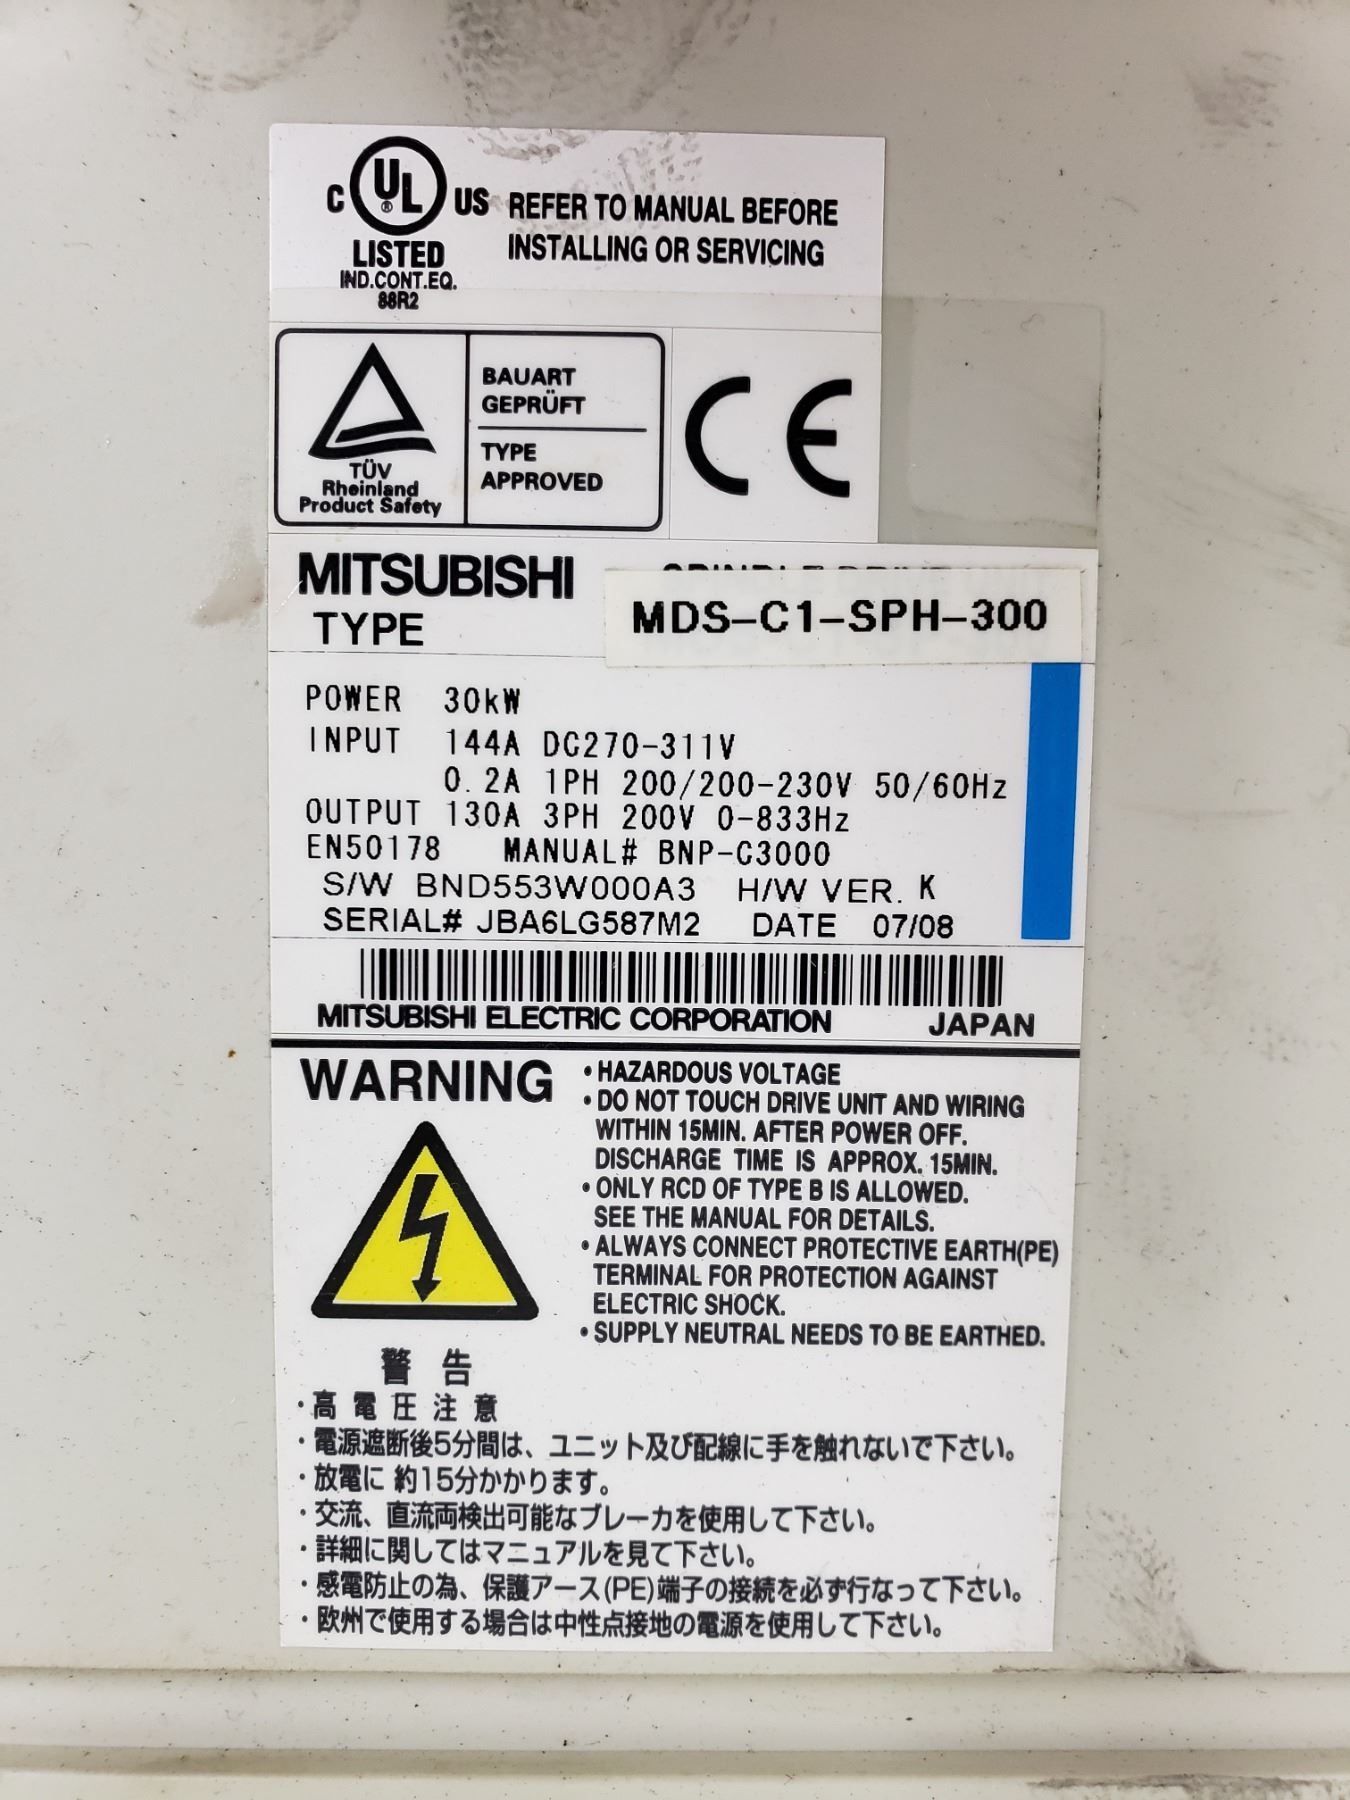 C UL US REFER TO MANUAL BEFORE
® LISTED INSTALLING OR SERVICING
IND.CONT.EQ.
88R2
BAUART
GEPRÜFT
TYPE
APPROVED
TÜV
Rheinland
Product Safety
CE
MITSUBISHI
TYPE MDS-C1-SPH-300
POWER 30kW
INPUT 144A DC270-311V
0.2A 1PH 200/200-230V 50/60Hz
OUTPUT 130A 3PH 200V 0-833Hz
EN50178 MANUAL# BNP-C3000
S/W BND553W000A3 H/W VER. K
SERIAL# JBA6LG587M2 DATE 07/08
MITSUBISHI ELECTRIC CORPORATION JAPAN
WARNING
• HAZARDOUS VOLTAGE
• DO NOT TOUCH DRIVE UNIT AND WIRING
WITHIN 15MIN. AFTER POWER OFF.
DISCHARGE TIME IS APPROX. 15MIN.
• ONLY RCD OF TYPE B IS ALLOWED.
SEE THE MANUAL FOR DETAILS.
• ALWAYS CONNECT PROTECTIVE EARTH(PE)
TERMINAL FOR PROTECTION AGAINST
ELECTRIC SHOCK.
• SUPPLY NEUTRAL NEEDS TO BE EARTHED.
警 告
・高 電 圧 注 意
・電源遮断後5分間は、ユニット及び配線に手を触れないで下さい。
・放電に 約15分かかります。
・交流、直流両検出可能なブレーカを使用して下さい。
・詳細に関してはマニュアルを見て下さい。
・感電防止の為、保護アース(PE)端子の接続を必ず行なって下さい。
・欧州で使用する場合は中性点接地の電源を使用して下さい。